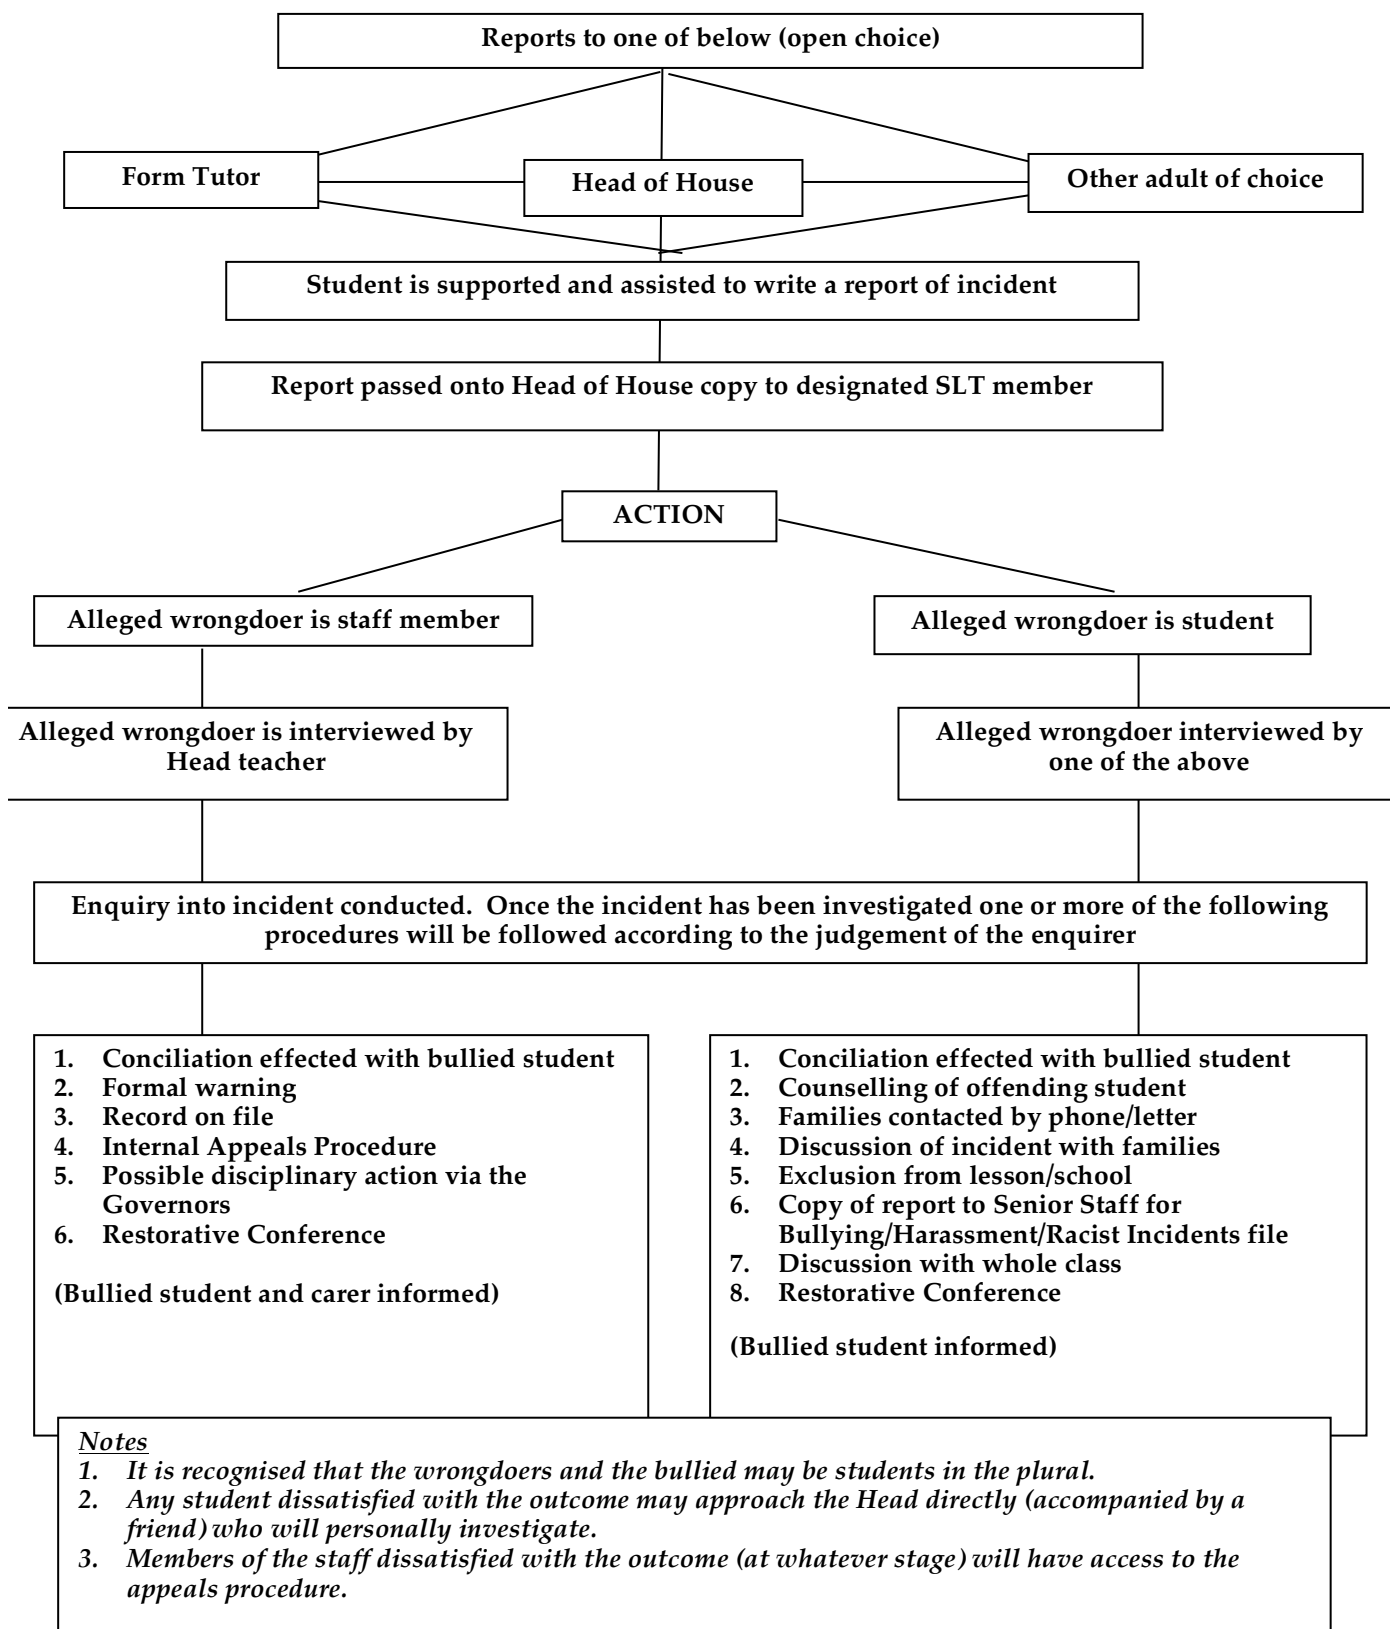 Reports to one of below (open choice)
Form Tutor
Head of House
Other adult of choice
Student is supported and assisted to write a report of incident
Report passed onto Head of House copy to designated SLT member
ACTION
Alleged wrongdoer is staff member
Alleged wrongdoer is student
Alleged wrongdoer is interviewed by
Head teacher
Alleged wrongdoer interviewed by
one of the above
Enquiry into incident conducted.  Once the incident has been investigated one or more of the following
procedures will be followed according to the judgement of the enquirer
1. Conciliation effected with bullied student
2. Formal warning
3. Record on file
4. Internal Appeals Procedure
5. Possible disciplinary action via the
Governors
6. Restorative Conference
(Bullied student and carer informed)
1. Conciliation effected with bullied student
2. Counselling of offending student
3. Families contacted by phone/letter
4. Discussion of incident with families
5. Exclusion from lesson/school
6. Copy of report to Senior Staff for
Bullying/Harassment/Racist Incidents file
7. Discussion with whole class
8. Restorative Conference
(Bullied student informed)
Notes
1. It is recognised that the wrongdoers and the bullied may be students in the plural.
2. Any student dissatisfied with the outcome may approach the Head directly (accompanied by a
friend) who will personally investigate.
3. Members of the staff dissatisfied with the outcome (at whatever stage) will have access to the
appeals procedure.